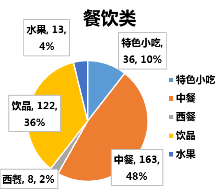 餐饮类
水果, 13,
4%
特色小吃
36, 10%
饮品, 122,
36%
西餐, 8, 2%
中餐, 163,
48%
特色小吃
中餐
西餐
饮品
水果